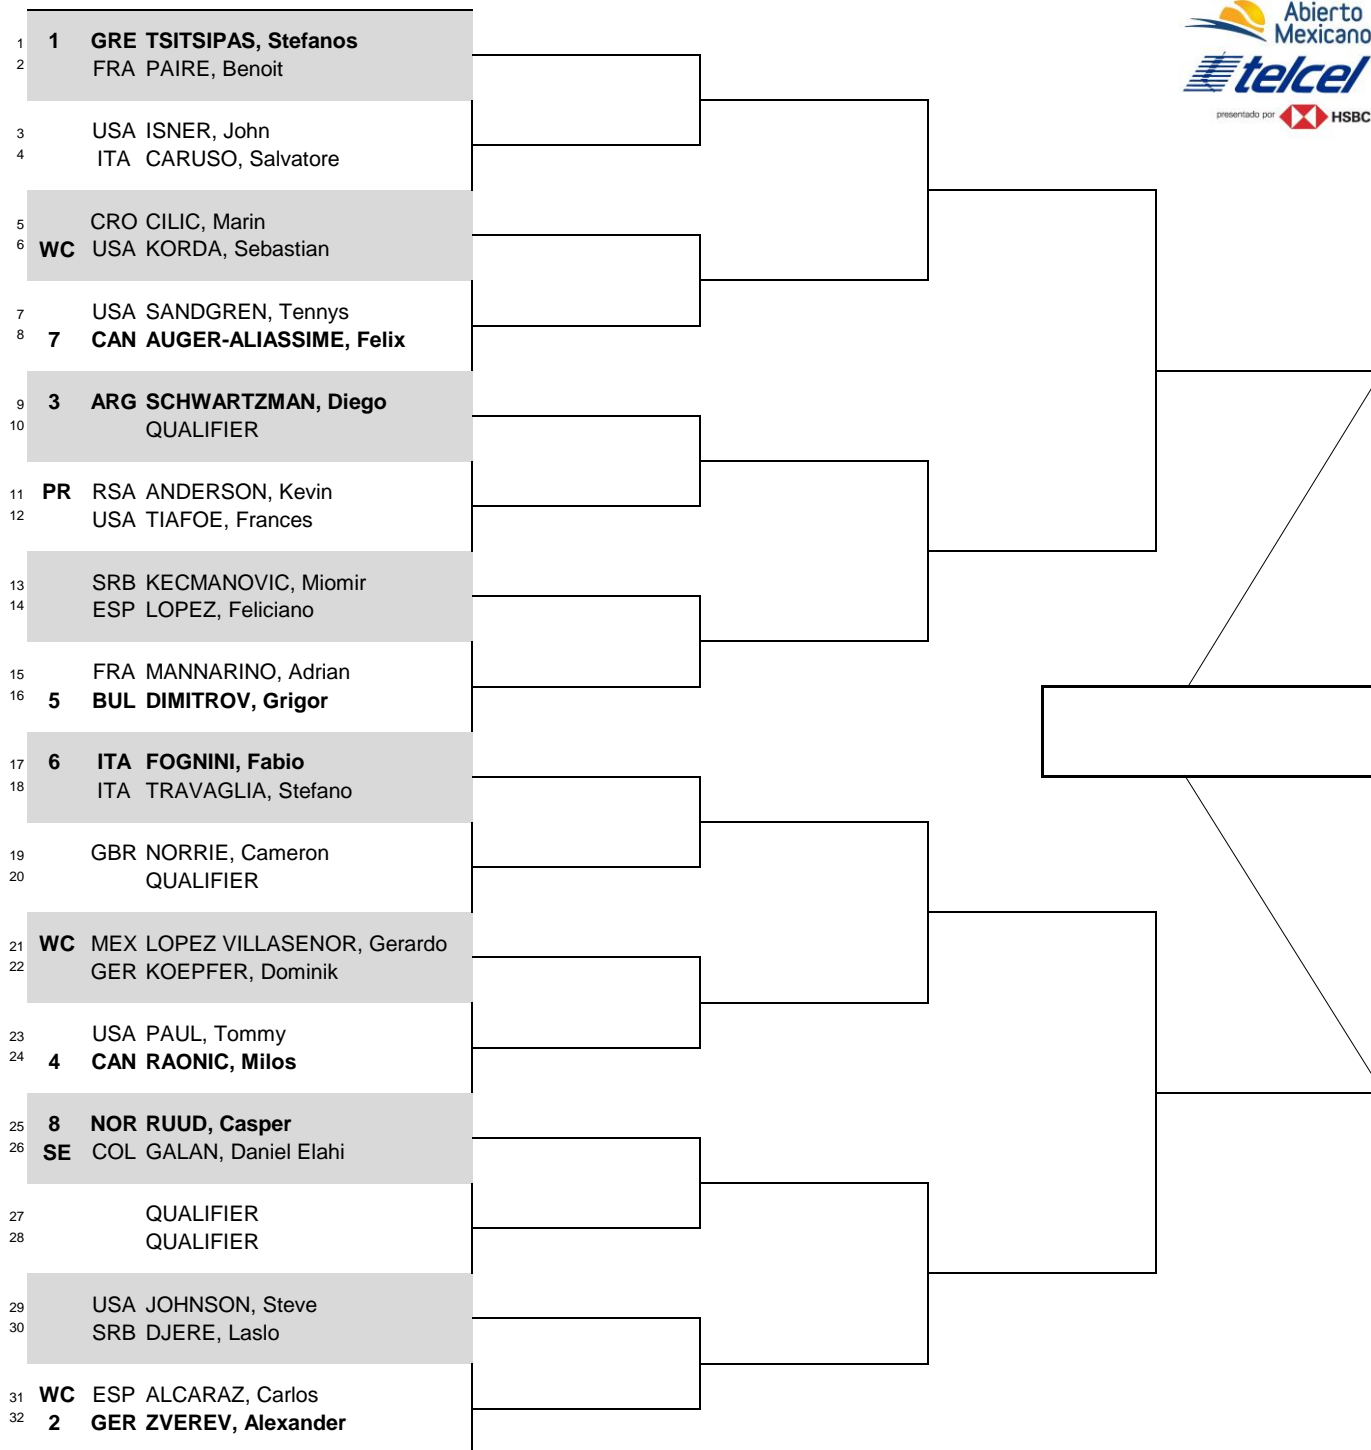 Abierto
Mexicano
telcel
presentado por HSBC
1 1 GRE TSITSIPAS, Stefanos
2 FRA PAIRE, Benoit
3 USA ISNER, John
4 ITA CARUSO, Salvatore
5 CRO CILIC, Marin
6 WC USA KORDA, Sebastian
7 USA SANDGREN, Tennys
8 7 CAN AUGER-ALIASSIME, Felix
9 3 ARG SCHWARTZMAN, Diego
10 QUALIFIER
11 PR RSA ANDERSON, Kevin
12 USA TIAFOE, Frances
13 SRB KECMANOVIC, Miomir
14 ESP LOPEZ, Feliciano
15 FRA MANNARINO, Adrian
16 5 BUL DIMITROV, Grigor
17 6 ITA FOGNINI, Fabio
18 ITA TRAVAGLIA, Stefano
19 GBR NORRIE, Cameron
20 QUALIFIER
21 WC MEX LOPEZ VILLASENOR, Gerardo
22 GER KOEPFER, Dominik
23 USA PAUL, Tommy
24 4 CAN RAONIC, Milos
25 8 NOR RUUD, Casper
26 SE COL GALAN, Daniel Elahi
27 QUALIFIER
28 QUALIFIER
29 USA JOHNSON, Steve
30 SRB DJERE, Laslo
31 WC ESP ALCARAZ, Carlos
32 2 GER ZVEREV, Alexander